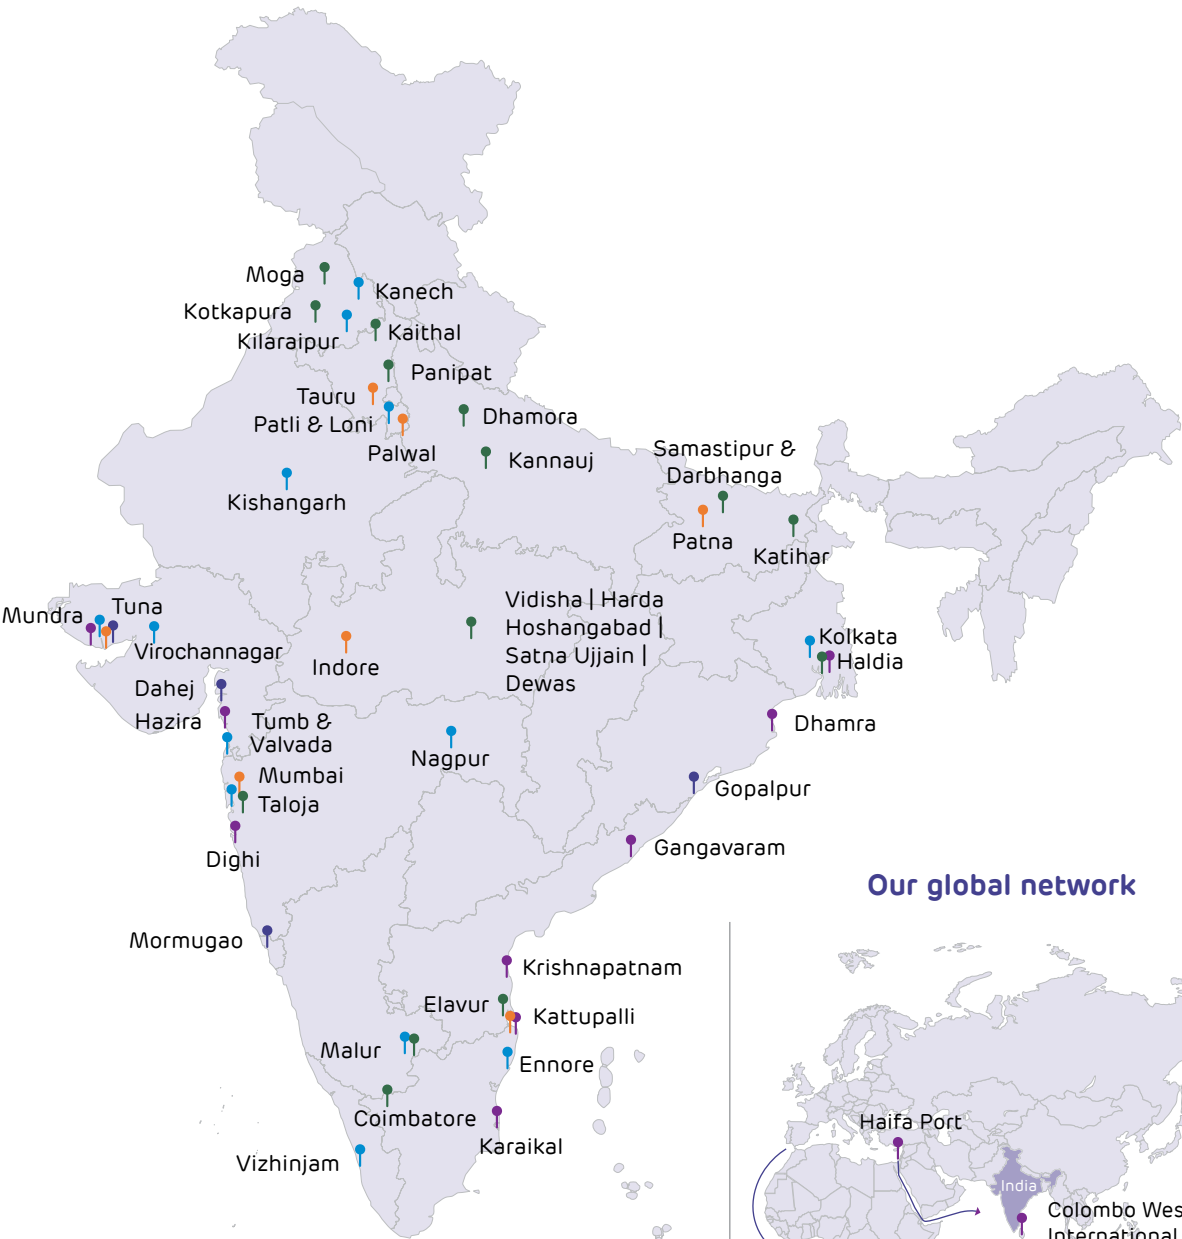 Moga
Kanech
Kotkapura
Kilaraipur
Kaithal
Panipat
Tauru
Patli & Loni
Dhamora
Palwal
Kannauj
Samastipur &
Darbhanga
Kishangarh
Patna
Katihar
Mundra
Tuna
Virochannagar
Vidisha | Harda
Hoshangabad |
Satna Ujjain |
Dewas
Indore
Kolkata
Haldia
Dahej
Hazira
Tumb &
Valvada
Dhamra
Nagpur
Mumbai
Taloja
Gopalpur
Dighi
Gangavaram
Our global network
Mormugao
Krishnapatnam
Elavur
Kattupalli
Malur
Ennore
Coimbatore
Karaikal
Vizhinjam
Haifa Port
India
Colombo Wes
International